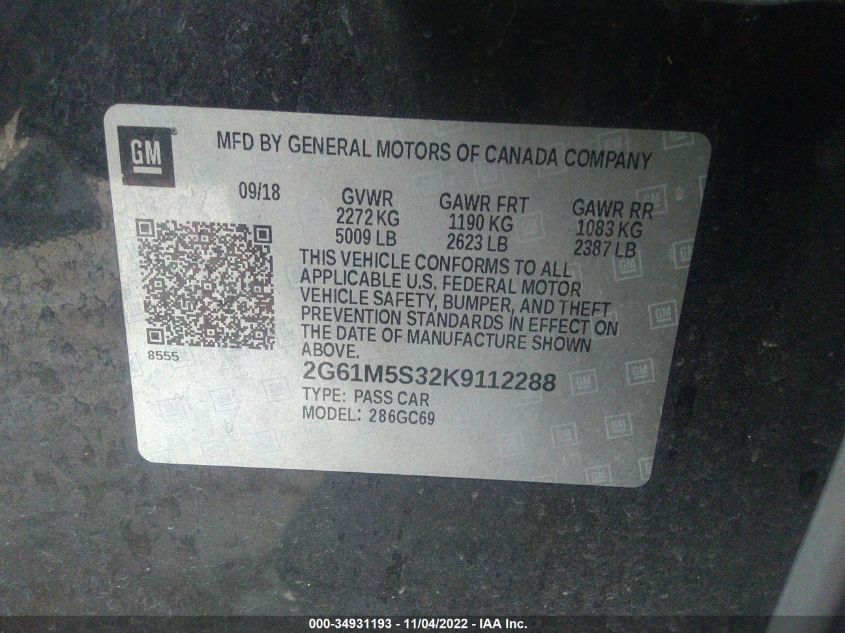 GM
MFD BY GENERAL MOTORS OF CANADA COMPANY
09/18 GVWR GAWR FRT GAWR RR
2272 KG 1190 KG 1083 KG
5009 LB 2623 LB 2387 LB
THIS VEHICLE CONFORMS TO ALL
APPLICABLE U.S. FEDERAL MOTOR
VEHICLE SAFETY, BUMPER, AND THEFT
PREVENTION STANDARDS IN EFFECT ON
THE DATE OF MANUFACTURE SHOWN
ABOVE.
8555
2G61M5S32K9112288
TYPE: PASS CAR
MODEL: 286GC69
000-34931193 - 11/04/2022 - IAA Inc.